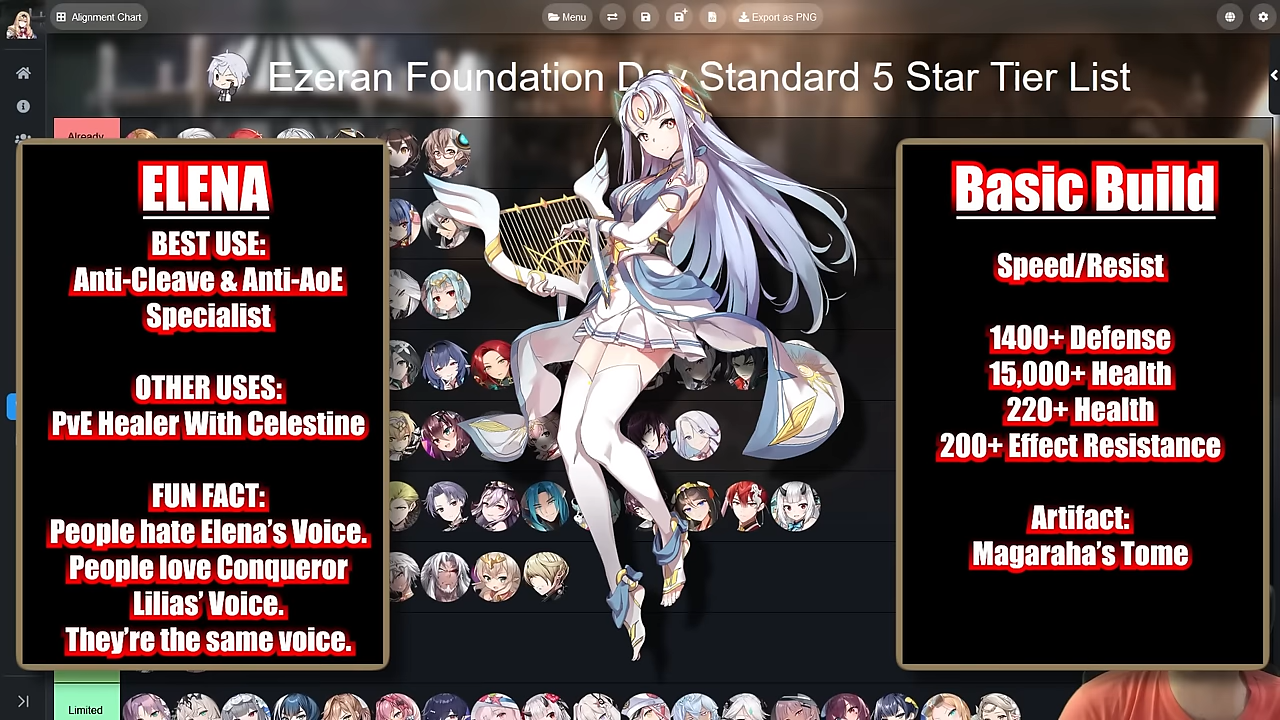 Alignment Chart
Menu
Export as PNG
Ezeran Foundation Day Standard 5 Star Tier List
Already
ELENA
BEST USE:
Anti-Cleave & Anti-AoE
Specialist
OTHER USES:
PvE Healer With Celestine
FUN FACT:
People hate Elena's Voice.
People love Conqueror
Lilias' Voice.
They're the same voice.
Basic Build
Speed/Resist
1400+ Defense
15,000+ Health
220+ Health
200+ Effect Resistance
Artifact:
Magaraha's Tome
Limited